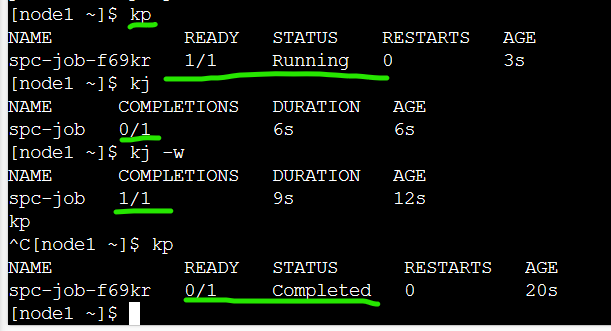 [node1 ~]$ kp
NAME READY STATUS RESTARTS AGE
spc-job-f69kr 1/1 Running 0 3s
[node1 ~]$ kj
NAME COMPLETIONS DURATION AGE
spc-job 0/1 6s 6s
[node1 ~]$ kj -w
NAME COMPLETIONS DURATION AGE
spc-job 1/1 9s 12s
kp
^C[node1 ~]$ kp
NAME READY STATUS RESTARTS AGE
spc-job-f69kr 0/1 Completed 0 20s
[node1 ~]$